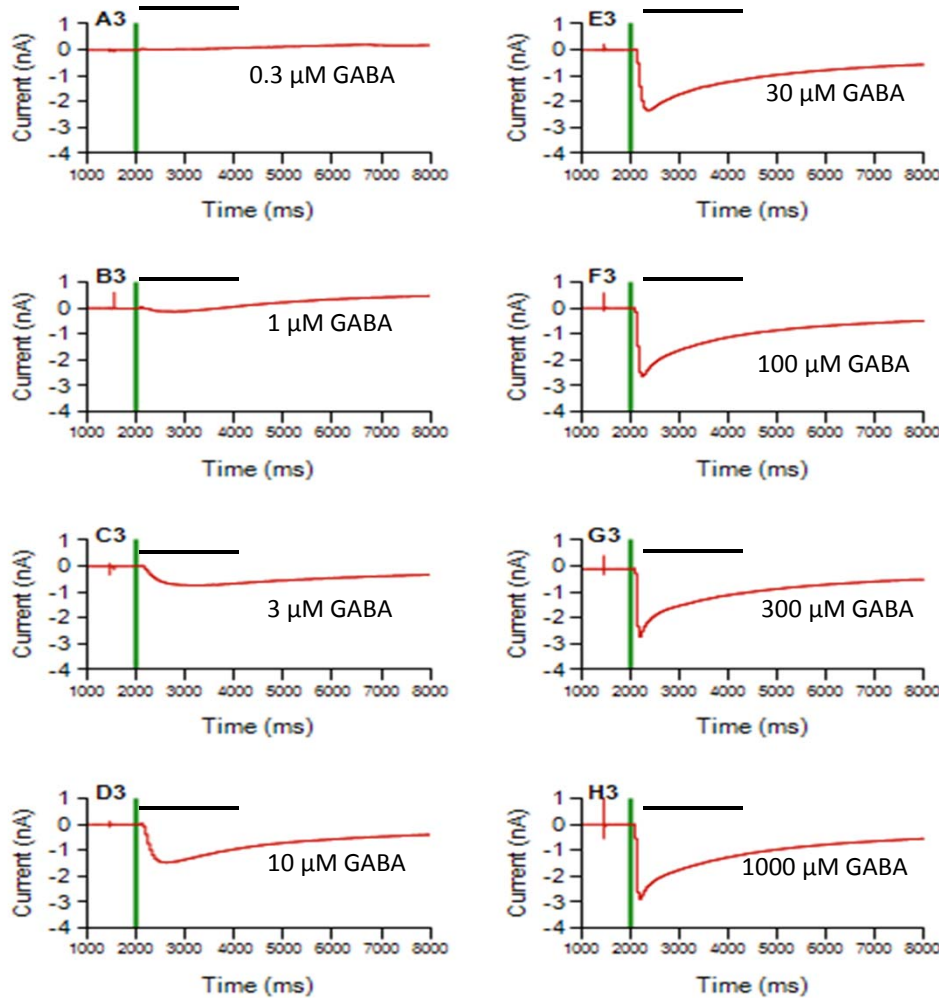 A3
Current (nA)
1
0
-1
-2
-3
-4
0.3 µM GABA
1000 2000 3000 4000 5000 6000 7000 8000
Time (ms)
E3
Current (nA)
1
0
-1
-2
-3
-4
30 µM GABA
1000 2000 3000 4000 5000 6000 7000 8000
Time (ms)
B3
Current (nA)
1
0
-1
-2
-3
-4
1 µM GABA
1000 2000 3000 4000 5000 6000 7000 8000
Time (ms)
F3
Current (nA)
1
0
-1
-2
-3
-4
100 µM GABA
1000 2000 3000 4000 5000 6000 7000 8000
Time (ms)
C3
Current (nA)
1
0
-1
-2
-3
-4
3 µM GABA
1000 2000 3000 4000 5000 6000 7000 8000
Time (ms)
G3
Current (nA)
1
0
-1
-2
-3
-4
300 µM GABA
1000 2000 3000 4000 5000 6000 7000 8000
Time (ms)
D3
Current (nA)
1
0
-1
-2
-3
-4
10 µM GABA
1000 2000 3000 4000 5000 6000 7000 8000
Time (ms)
H3
Current (nA)
1
0
-1
-2
-3
-4
1000 µM GABA
1000 2000 3000 4000 5000 6000 7000 8000
Time (ms)